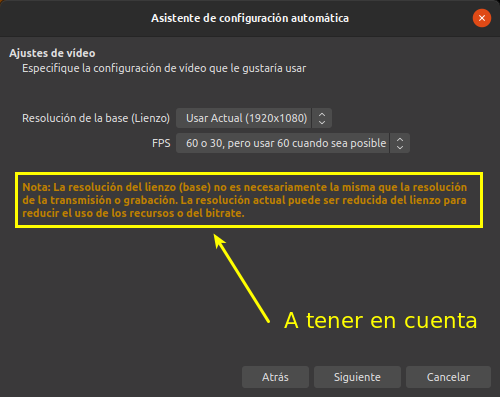 Asistente de configuración automática
Ajustes de vídeo
Especifique la configuración de vídeo que le gustaría usar
Resolución de la base (Lienzo) Usar Actual (1920x1080)
FPS 60 o 30, pero usar 60 cuando sea posible
Nota: La resolución del lienzo (base) no es necesariamente la misma que la resolución
de la transmisión o grabación. La resolución actual puede ser reducida del lienzo para
reducir el uso de los recursos o del bitrate.
A tener en cuenta
Atrás Siguiente Cancelar